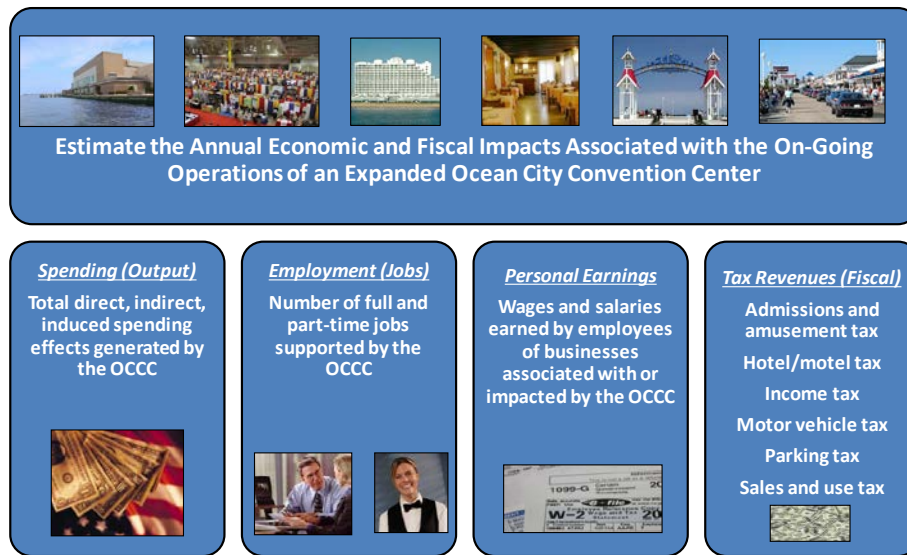 Estimate the Annual Economic and Fiscal Impacts Associated with the On-Going
Operations of an Expanded Ocean City Convention Center
Spending (Output)
Total direct, indirect,
induced spending
effects generated by
the OCCC
Employment (Jobs)
Number of full and
part-time jobs
supported by the
OCCC
Personal Earnings
Wages and salaries
earned by employees
of businesses
associated with or
impacted by the OCCC
1099-G
W-2
20
Tax Revenues (Fiscal)
Admissions and
amusement tax
Hotel/motel tax
Income tax
Motor vehicle tax
Parking tax
Sales and use tax